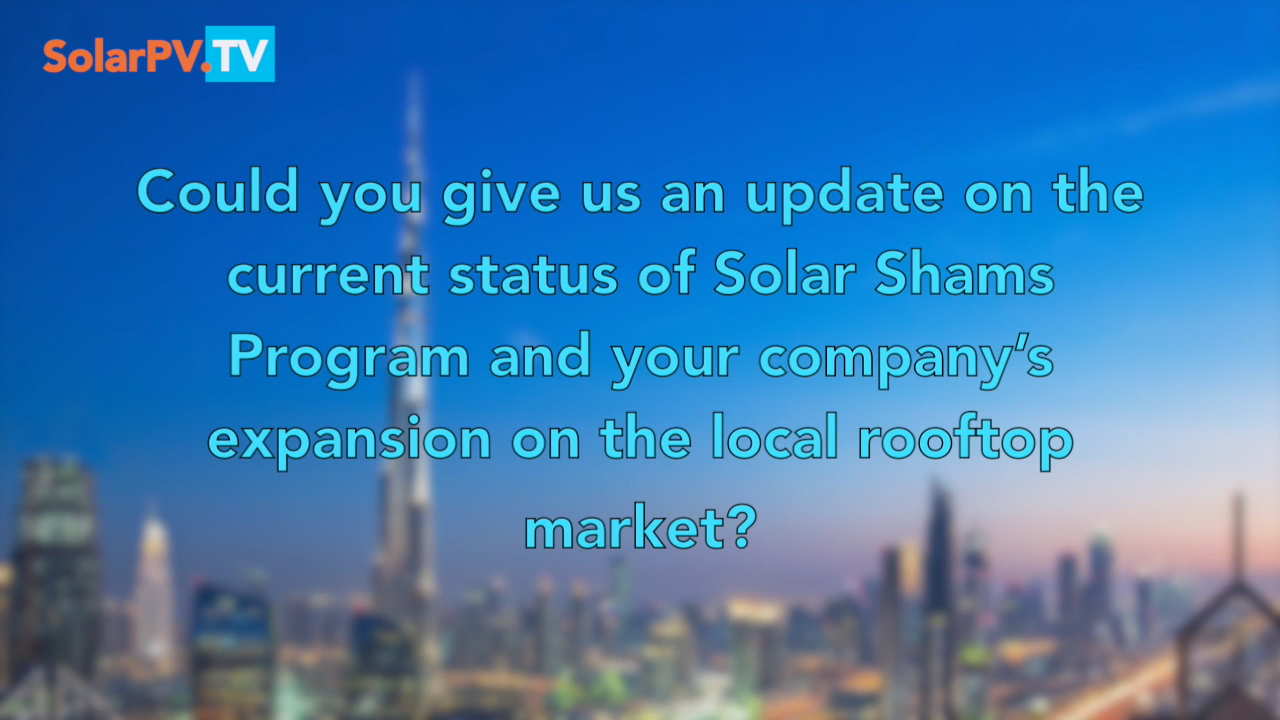 SolarPV.TV
Could you give us an update on the
current status of Solar Shams
Program and your company’s
expansion on the local rooftop
market?